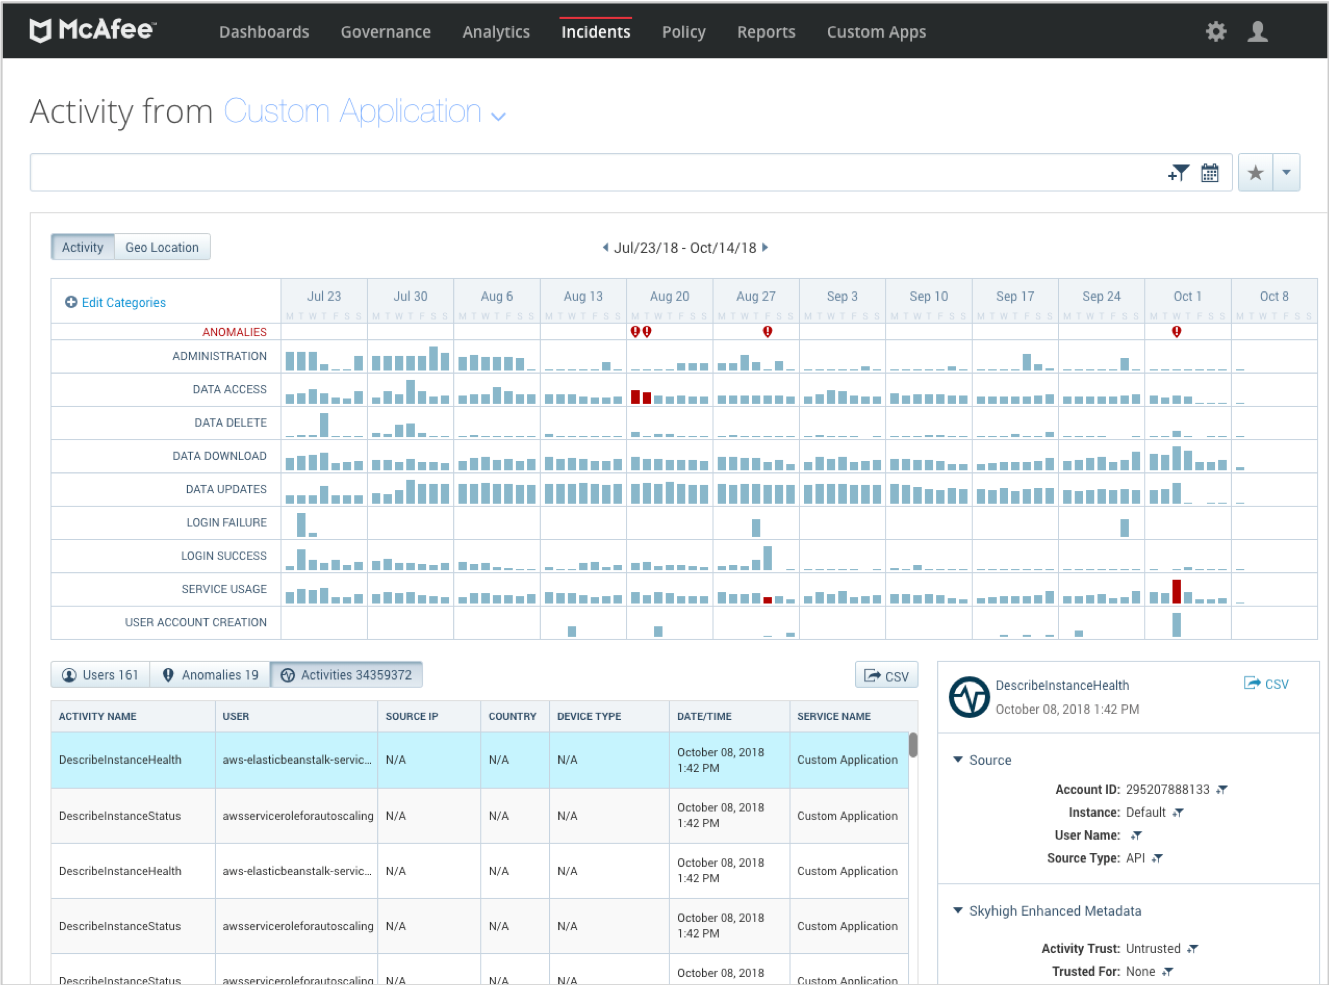 McAfee™
Dashboards Governance Analytics Incidents Policy Reports Custom Apps
Activity from Custom Application
Activity Geo Location
Jul/23/18 - Oct/14/18
Edit Categories
Jul 23 Jul 30 Aug 6 Aug 13 Aug 20 Aug 27 Sep 3 Sep 10 Sep 17 Sep 24 Oct 1 Oct 8
M T W T F S S M T W T F S S M T W T F S S M T W T F S S M T W T F S S M T W T F S S M T W T F S S M T W T F S S M T W T F S S M T W T F S S M T W T F S S M T W T F S S
ANOMALIES
ADMINISTRATION
DATA ACCESS
DATA DELETE
DATA DOWNLOAD
DATA UPDATES
LOGIN FAILURE
LOGIN SUCCESS
SERVICE USAGE
USER ACCOUNT CREATION
Users 161 Anomalies 19 Activities 34359372
CSV
ACTIVITY NAME USER SOURCE IP COUNTRY DEVICE TYPE DATE/TIME SERVICE NAME
DescribeInstanceHealth aws-elasticbeanstalk-servic... N/A N/A N/A October 08, 2018 1:42 PM Custom Application
DescribeInstanceStatus awsserviceroleforautoscaling N/A N/A N/A October 08, 2018 1:42 PM Custom Application
DescribeInstanceHealth aws-elasticbeanstalk-servic... N/A N/A N/A October 08, 2018 1:42 PM Custom Application
DescribeInstanceStatus awsserviceroleforautoscaling N/A N/A N/A October 08, 2018 1:42 PM Custom Application
DescribeInstanceStatus awsserviceroleforautoscaling N/A N/A N/A October 08, 2018 Custom Application
DescribeInstanceHealth
October 08, 2018 1:42 PM
CSV
Source
Account ID: 295207888133
Instance: Default
User Name:
Source Type: API
Skyhigh Enhanced Metadata
Activity Trust: Untrusted
Trusted For: None